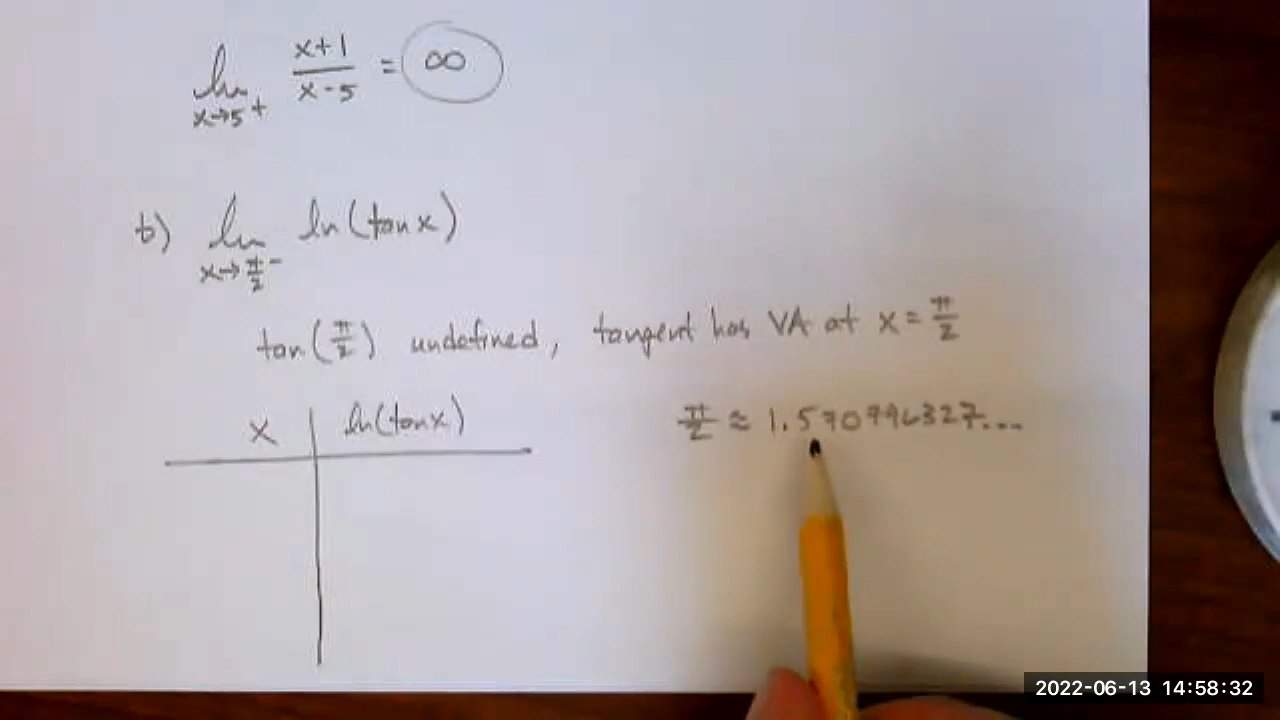 lim x→5⁺ x+1/x-5 = ∞
b) lim x→π/2⁻ ln(tan x)
tan(π/2) undefined, tangent has VA at x = π/2
x ln(tan x) π/2 ≈ 1.570796327...
2022-06-13 14:58:32